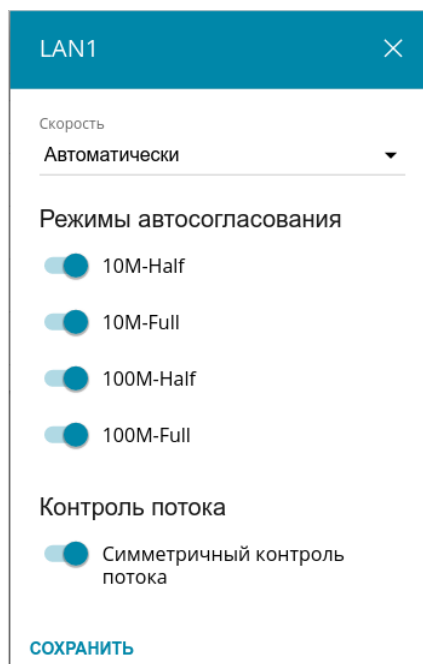 LAN1
Скорость
Автоматически
Режимы автосогласования
10M-Half
10M-Full
100M-Half
100M-Full
Контроль потока
Симметричный контроль
потока
СОХРАНИТЬ